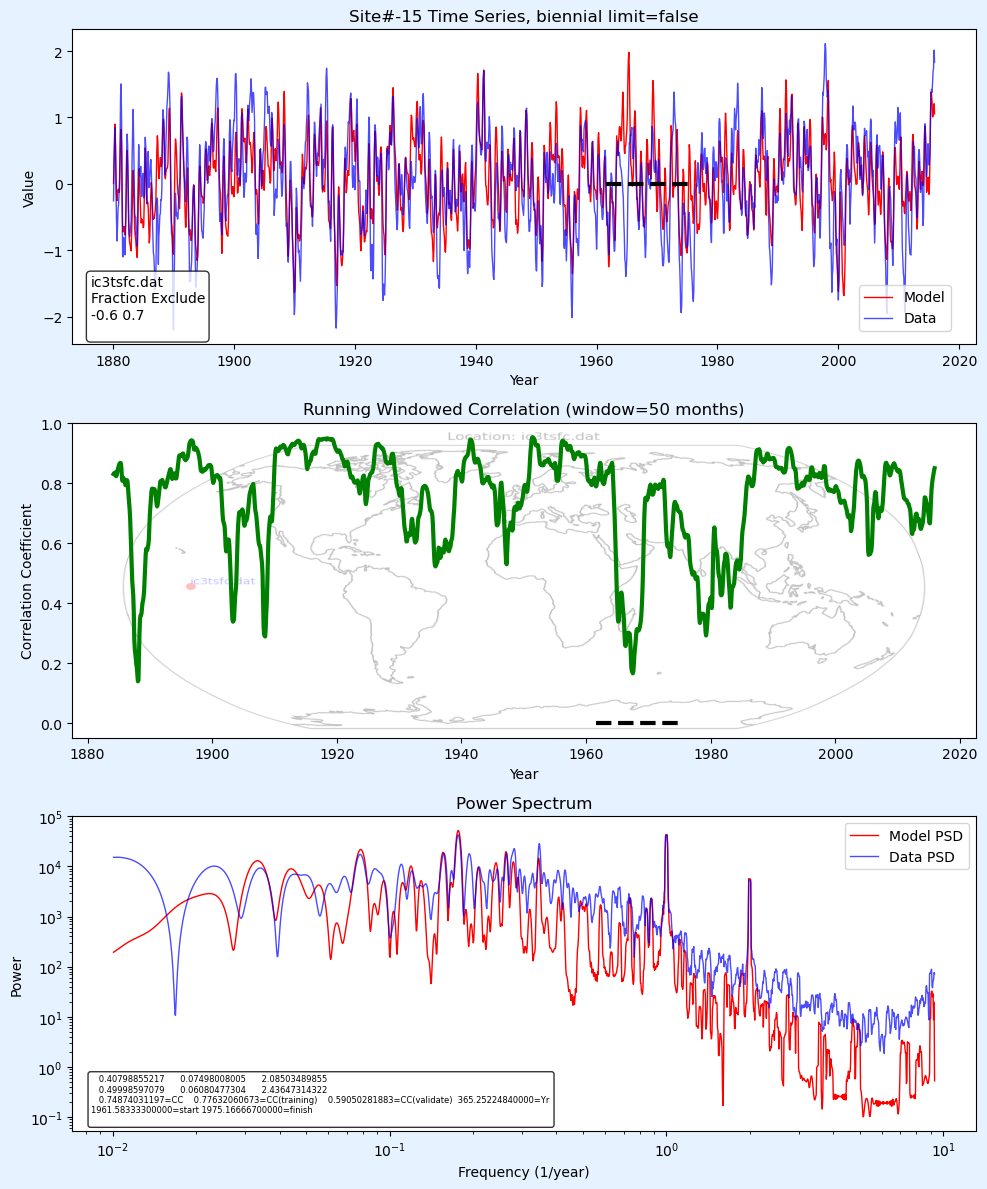 Site#-15 Time Series, biennial limit=false
Value
2
1
0
−1
−2
ic3tsfc.dat
Fraction Exclude
-0.6 0.7
Model
Data
1880 1900 1920 1940 1960 1980 2000 2020
Year
Running Windowed Correlation (window=50 months)
Location: ic3tsfc.dat
Correlation Coefficient
1.0
0.8
0.6
0.4
0.2
0.0
ic3tsfc.dat
1880 1900 1920 1940 1960 1980 2000 2020
Year
Power Spectrum
Power
10^5
10^4
10^3
10^2
10^1
10^0
10^−1
Model PSD
Data PSD
0.40798855217 0.07498008005 2.08503489855
0.49998597079 0.06080477304 2.43647314322
0.74874031197=CC 0.77632060673=CC(training) 0.59050281883=CC(validate) 365.25224840000=Yr
1961.58333300000=start 1975.16666700000=finish
10^−2 10^−1 10^0 10^1
Frequency (1/year)